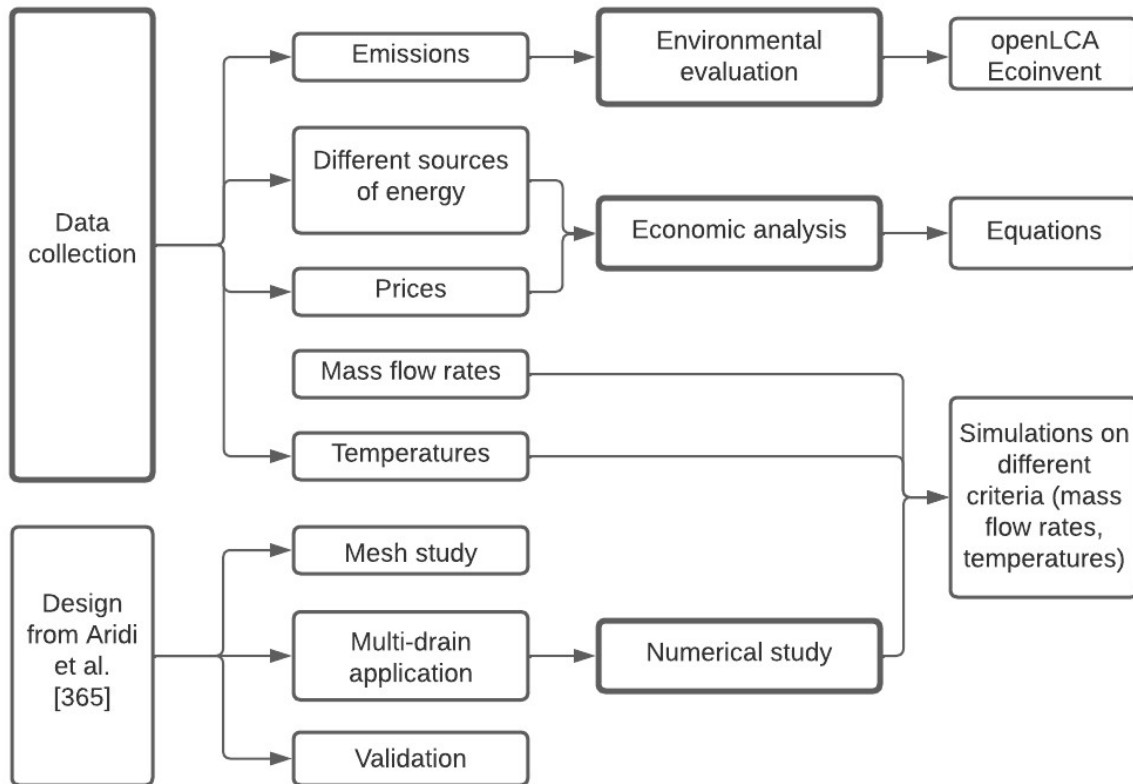 Data
collection
Emissions
Environmental
evaluation
openLCA
Ecoinvent
Different sources
of energy
Prices
Economic analysis
Equations
Mass flow rates
Temperatures
Simulations on
different
criteria (mass
flow rates,
temperatures)
Design
from Aridi
et al.
[365]
Mesh study
Multi-drain
application
Numerical study
Validation